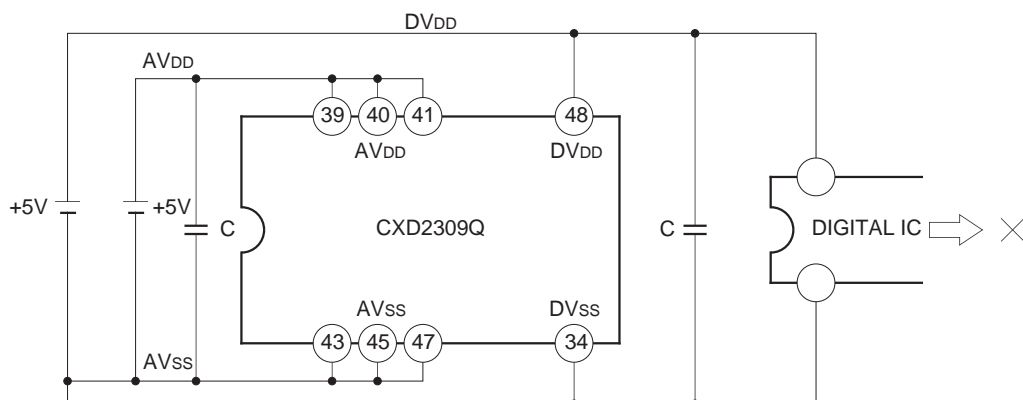 DVDD
AVDD
39 40 41 48
AVDD DVDD
+5V +5V C CXD2309Q C DIGITAL IC
AVSS DVSS
43 45 47 34
AVSS